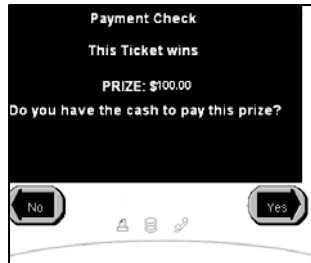 Payment Check
This Ticket wins
PRIZE: $100.00
Do you have the cash to pay this prize?
No
Yes